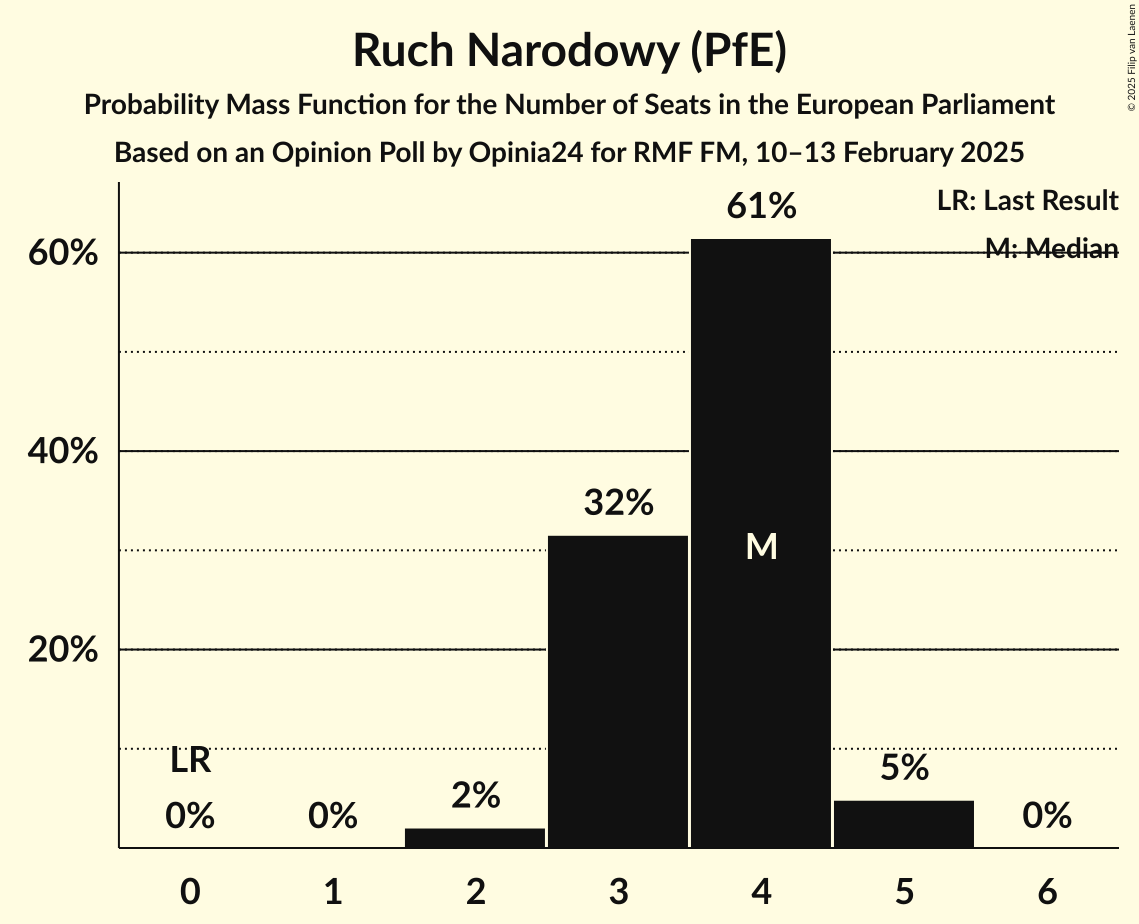 Ruch Narodowy (PfE)
Probability Mass Function for the Number of Seats in the European Parliament
Based on an Opinion Poll by Opinia24 for RMF FM, 10–13 February 2025
© 2025 Filip van Laenen
LR: Last Result
M: Median
60%
40%
20%
61%
32%
M
LR
0%
0%
2%
5%
0%
0
1
2
3
4
5
6